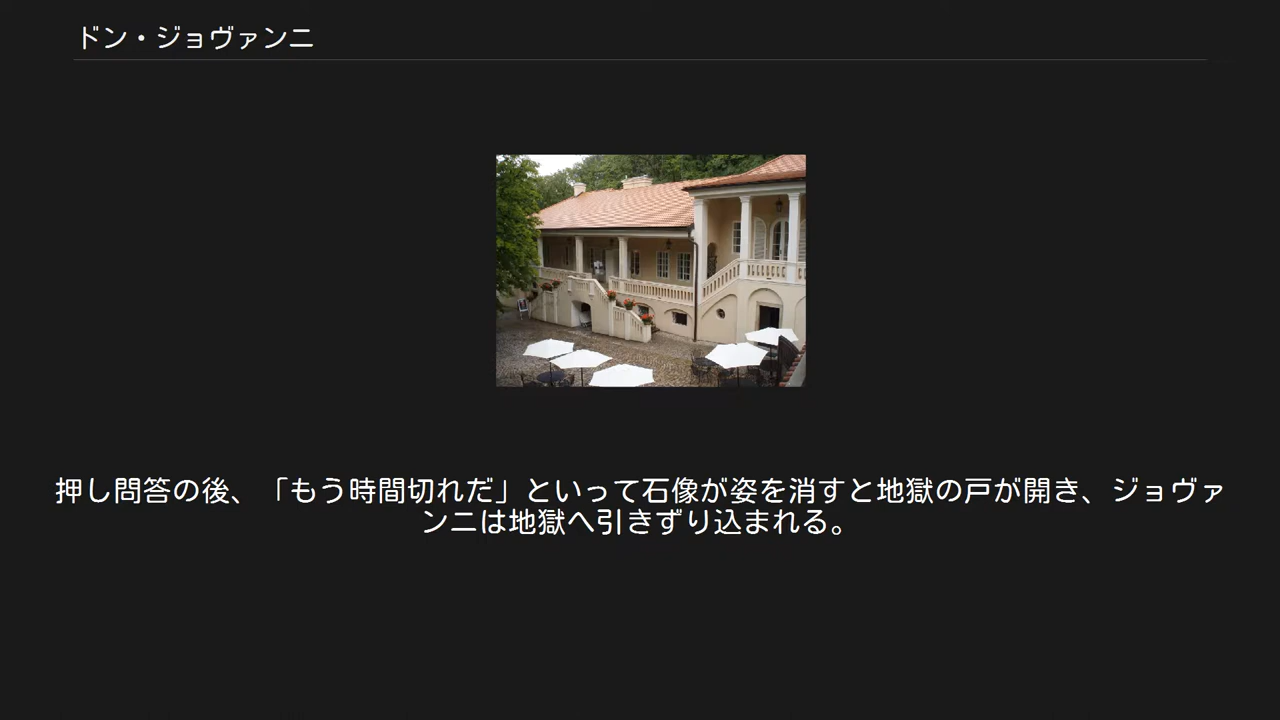 ドン・ジョヴァンニ
押し問答の後、「もう時間切れだ」といって石像が姿を消すと地獄の戸が開き、ジョヴァ
ンニは地獄へ引きずり込まれる。